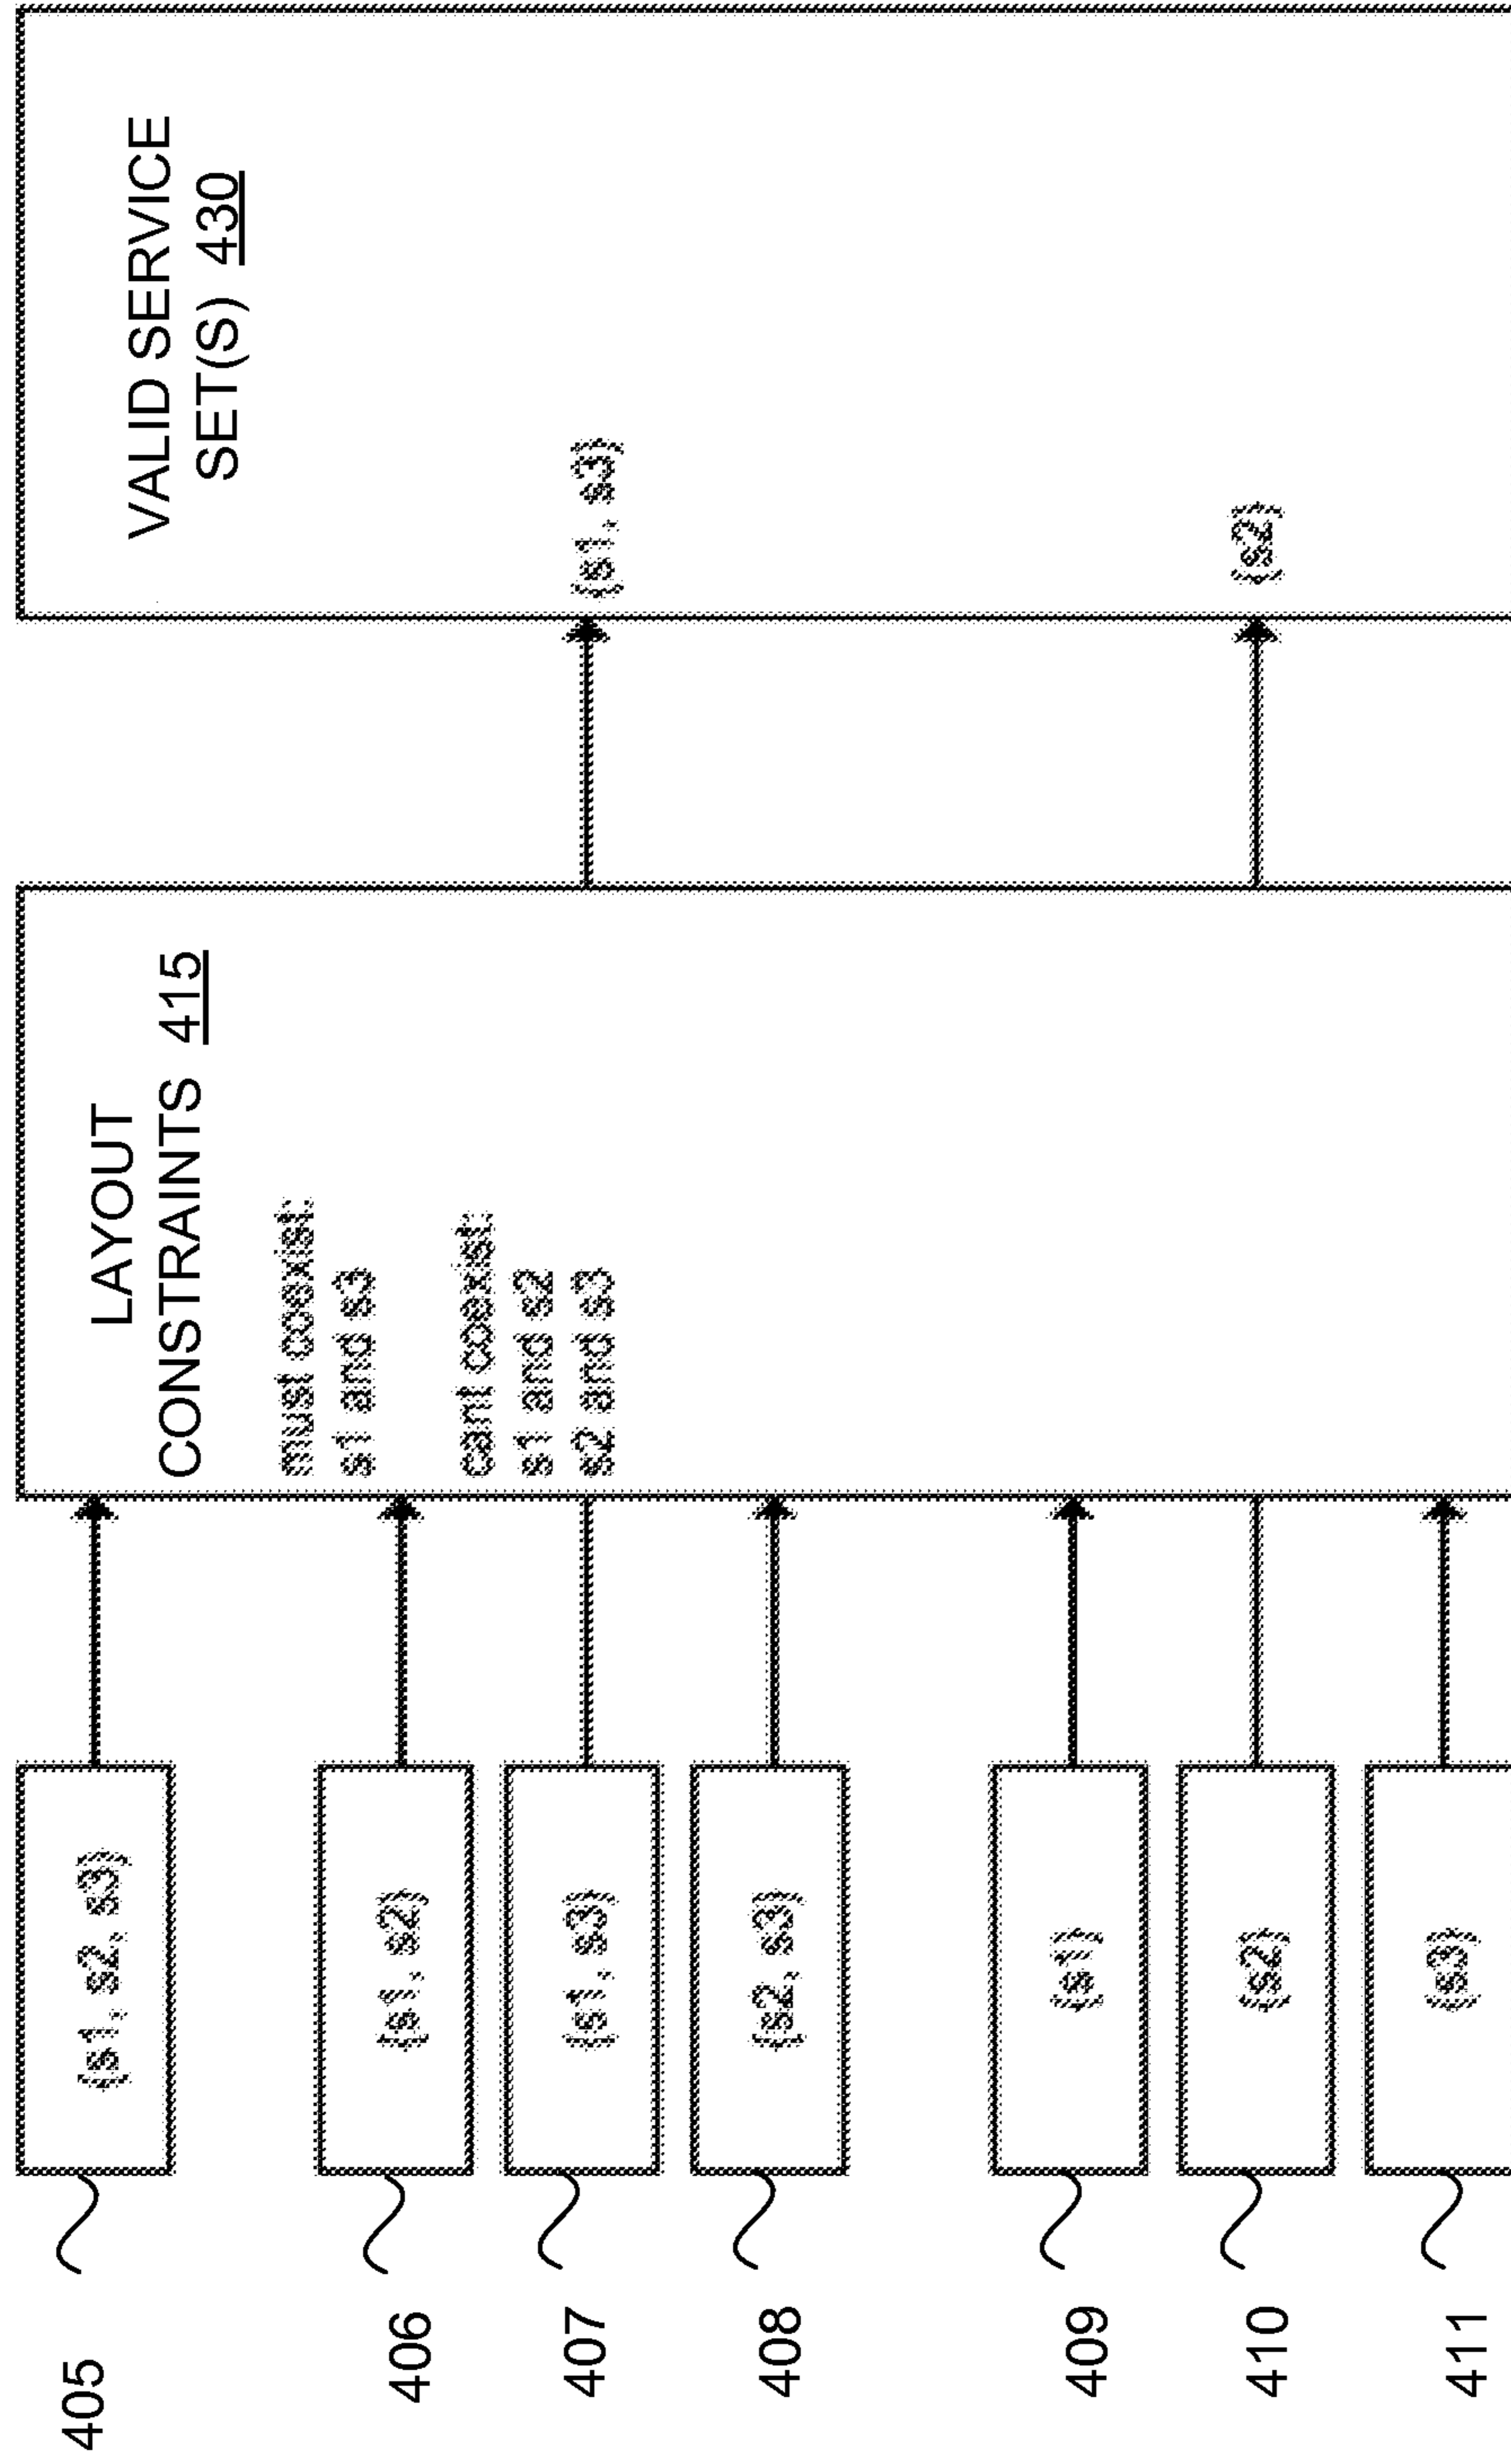 405
(s1, s2, s3)
406
(s1, s2)
407
(s1, s3)
408
(s2, s3)
409
(s1)
410
(s2)
411
(s3)
LAYOUT
CONSTRAINTS 415
must coexist:
s1 and s3
cant coexist:
s1 and s2
s2 and s3
VALID SERVICE
SET(S) 430
(s1, s3)
(s2)